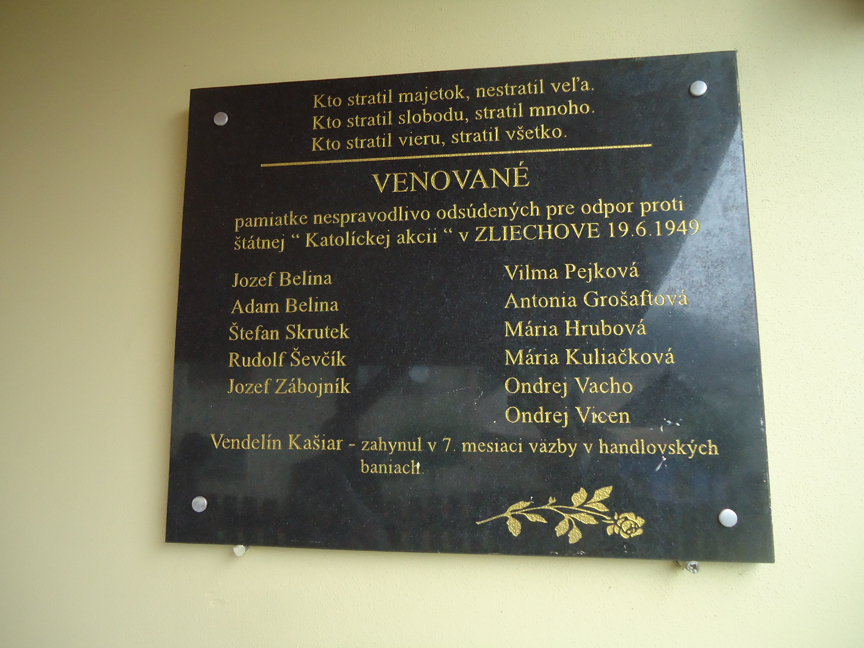 Kto stratil majetok, nestratil veľa.
Kto stratil slobodu, stratil mnoho.
Kto stratil vieru, stratil všetko.
VENOVANÉ
pamiatke nespravodlivo odsúdených pre odpor proti
štátnej “ Katolíckej akcii “ v ZLIECHOVE 19.6.1949
Jozef Belina
Adam Belina
Štefan Skrutek
Rudolf Ševčík
Jozef Zábojník
Vilma Pejková
Antonia Grošaftová
Mária Hrubová
Mária Kuliačková
Ondrej Vacho
Ondrej Vicen
Vendelín Kašiar - zahynul v 7. mesiaci väzby v handlovských
baniach.